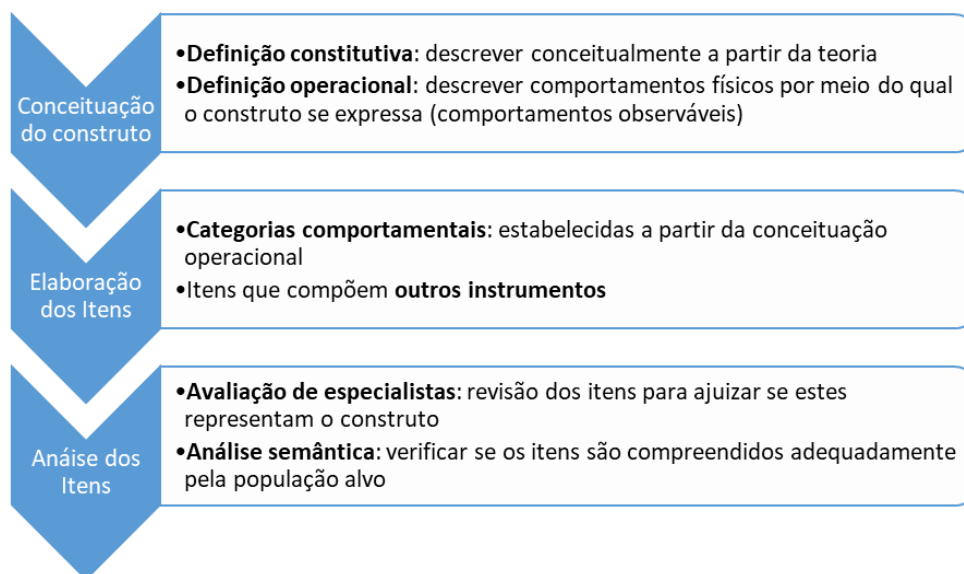 Conceituação
do construto
•Definição constitutiva: descrever conceitualmente a partir da teoria
•Definição operacional: descrever comportamentos físicos por meio do qual
o construto se expressa (comportamentos observáveis)
Elaboração
dos Itens
•Categorias comportamentais: estabelecidas a partir da conceituação
operacional
•Itens que compõem outros instrumentos
Anáise dos
Itens
•Avaliação de especialistas: revisão dos itens para ajuizar se estes
representam o construto
•Análise semântica: verificar se os itens são compreendidos adequadamente
pela população alvo